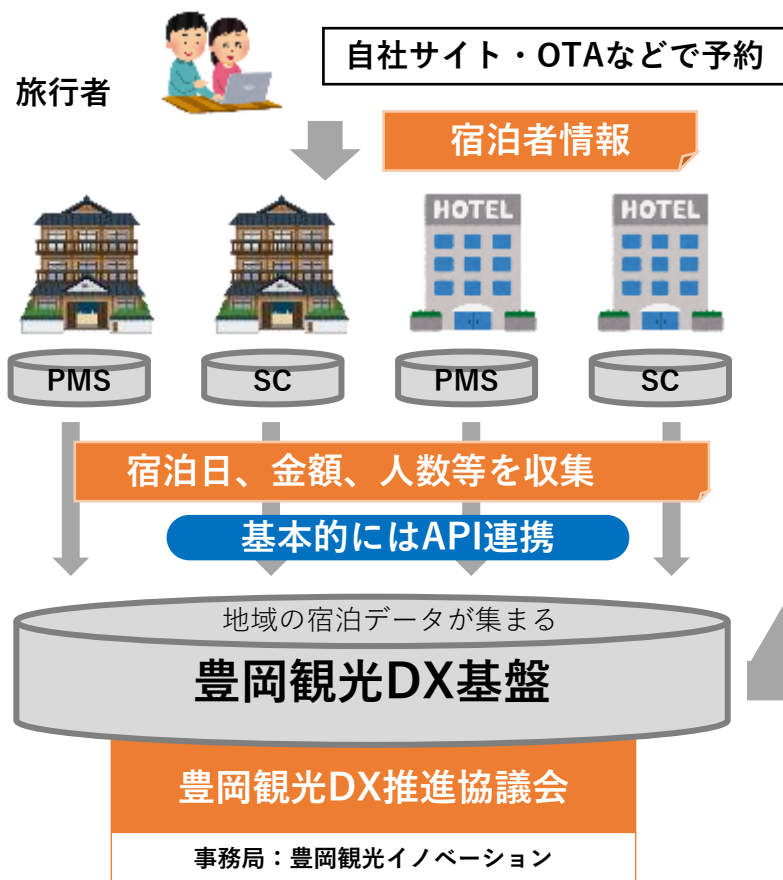 自社サイト・OTAなどで予約
旅行者
宿泊者情報
HOTEL
HOTEL
PMS
SC
PMS
SC
宿泊日、金額、人数等を収集
基本的にはAPI連携
地域の宿泊データが集まる
豊岡観光DX基盤
豊岡観光DX推進協議会
事務局：豊岡観光イノベーション